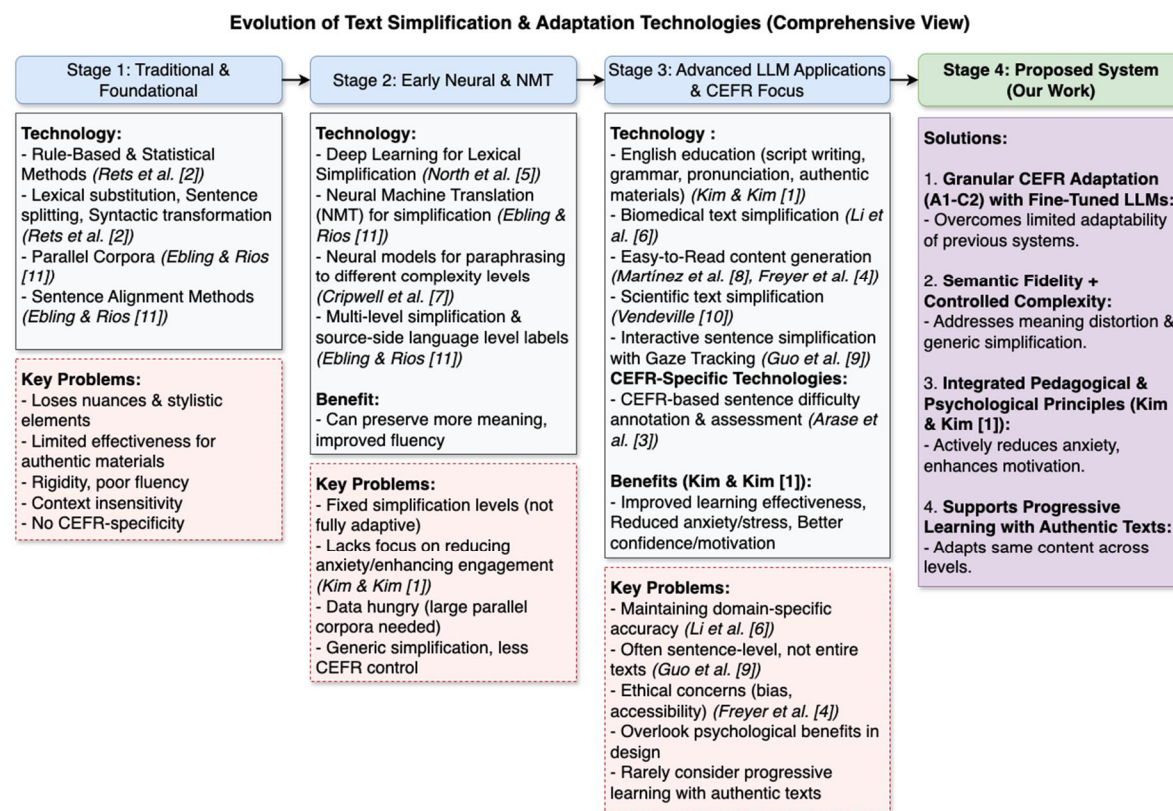 Evolution of Text Simplification & Adaptation Technologies (Comprehensive View)
Stage 1: Traditional &
Foundational
Technology:
- Rule-Based & Statistical
Methods (Rets et al. [2])
- Lexical substitution, Sentence
splitting, Syntactic transformation
(Rets et al. [2])
- Parallel Corpora (Ebling & Rios
[11])
- Sentence Alignment Methods
(Ebling & Rios [11])
Key Problems:
- Loses nuances & stylistic
elements
- Limited effectiveness for
authentic materials
- Rigidity, poor fluency
- Context insensitivity
- No CEFR-specificity
Stage 2: Early Neural & NMT
Technology:
- Deep Learning for Lexical
Simplification (North et al. [5])
- Neural Machine Translation
(NMT) for simplification (Ebling &
Rios [11])
- Neural models for paraphrasing
to different complexity levels
(Cripwell et al. [7])
- Multi-level simplification &
source-side language level labels
(Ebling & Rios [11])
Benefit:
- Can preserve more meaning,
improved fluency
Key Problems:
- Fixed simplification levels (not
fully adaptive)
- Lacks focus on reducing
anxiety/enhancing engagement
(Kim & Kim [1])
- Data hungry (large parallel
corpora needed)
- Generic simplification, less
CEFR control
Stage 3: Advanced LLM Applications
& CEFR Focus
Technology :
- English education (script writing,
grammar, pronunciation, authentic
materials) (Kim & Kim [1])
- Biomedical text simplification (Li et
al. [6])
- Easy-to-Read content generation
(Martínez et al. [8], Freyer et al. [4])
- Scientific text simplification
(Vendeville [10])
- Interactive sentence simplification
with Gaze Tracking (Guo et al. [9])
CEFR-Specific Technologies:
- CEFR-based sentence difficulty
annotation & assessment (Arase et
al. [3])
Benefits (Kim & Kim [1]):
- Improved learning effectiveness,
Reduced anxiety/stress, Better
confidence/motivation
Key Problems:
- Maintaining domain-specific
accuracy (Li et al. [6])
- Often sentence-level, not entire
texts (Guo et al. [9])
- Ethical concerns (bias,
accessibility) (Freyer et al. [4])
- Overlook psychological benefits in
design
- Rarely consider progressive
learning with authentic texts
Stage 4: Proposed System
(Our Work)
Solutions:
1. Granular CEFR Adaptation
(A1-C2) with Fine-Tuned LLMs:
- Overcomes limited adaptability
of previous systems.
2. Semantic Fidelity +
Controlled Complexity:
- Addresses meaning distortion &
generic simplification.
3. Integrated Pedagogical &
Psychological Principles (Kim
& Kim [1]):
- Actively reduces anxiety,
enhances motivation.
4. Supports Progressive
Learning with Authentic Texts:
- Adapts same content across
levels.